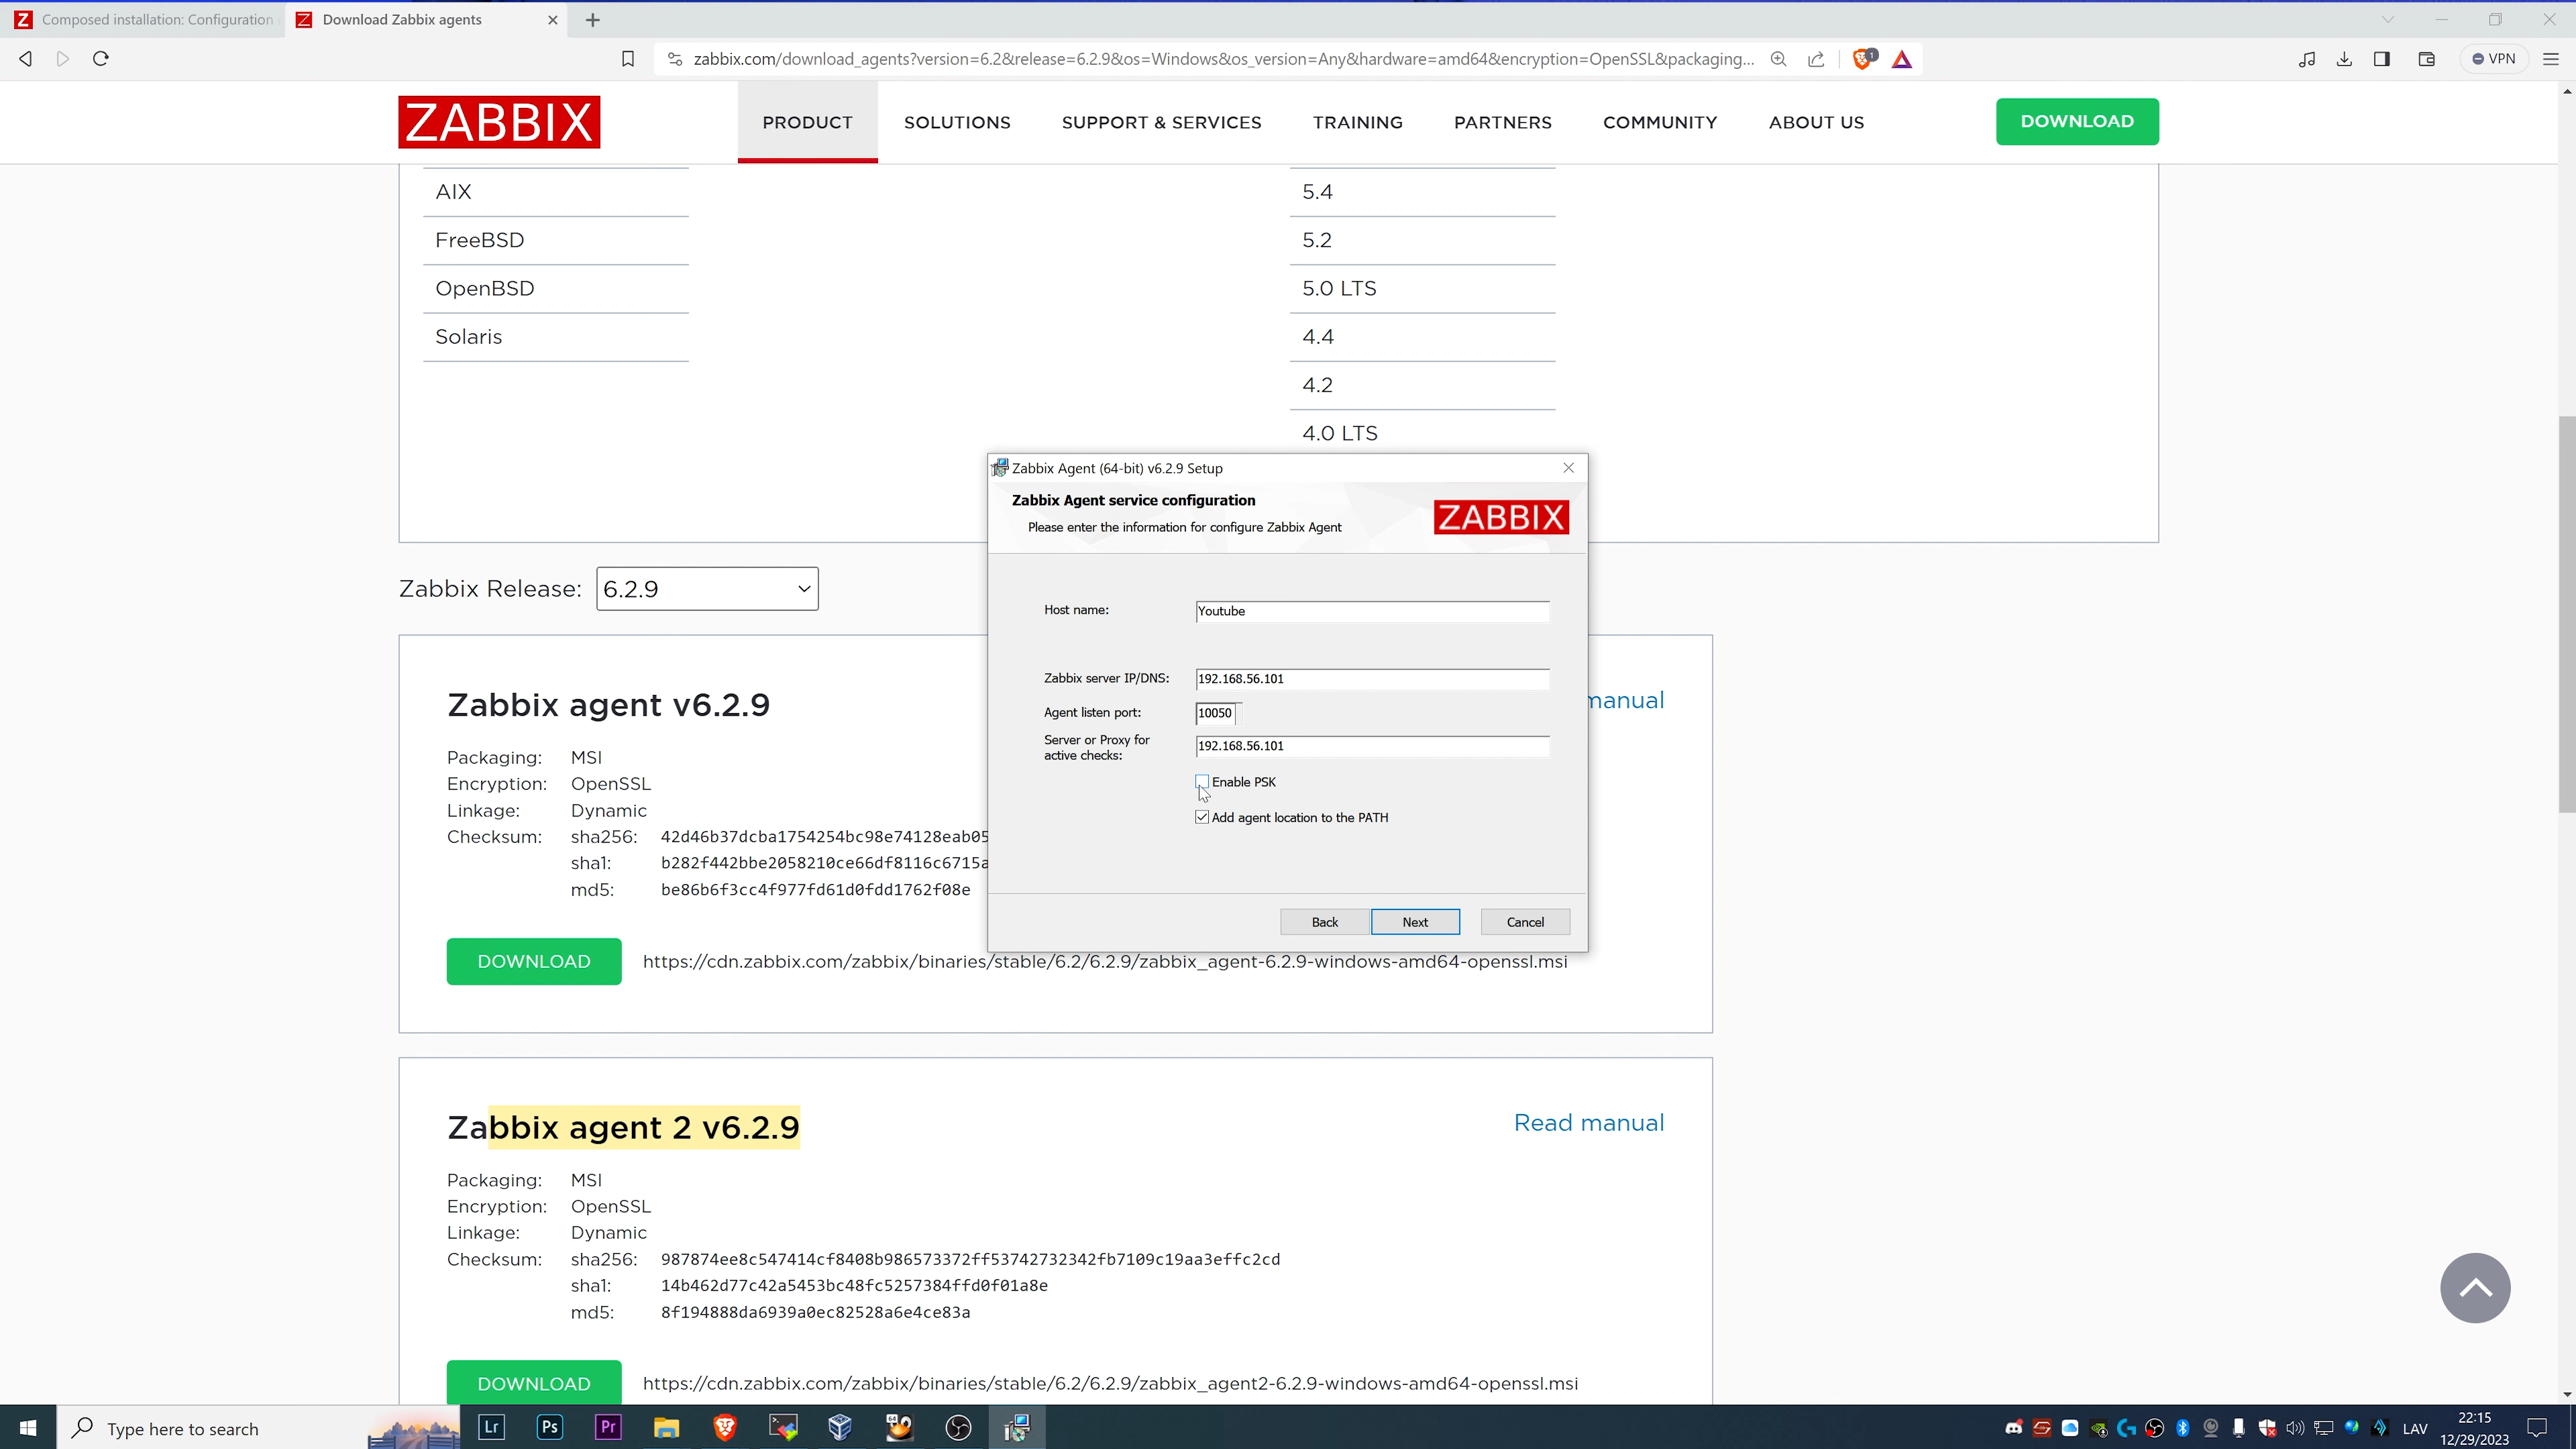 Composed installation: Configuration
Download Zabbix agents
zabbix.com/download_agents?version=6.2&release=6.2.9&os=Windows&os_version=Any&hardware=amd64&encryption=OpenSSL&packaging...
1
VPN
ZABBIX
PRODUCT
SOLUTIONS
SUPPORT & SERVICES
TRAINING
PARTNERS
COMMUNITY
ABOUT US
DOWNLOAD
AIX
5.4
FreeBSD
5.2
OpenBSD
5.0 LTS
Solaris
4.4
4.2
4.0 LTS
Zabbix Agent (64-bit) v6.2.9 Setup
Zabbix Agent service configuration
Please enter the information for configure Zabbix Agent
ZABBIX
Host name:
Youtube
Zabbix server IP/DNS:
192.168.56.101
Agent listen port:
10050
Server or Proxy for
active checks:
192.168.56.101
Enable PSK
Add agent location to the PATH
Back
Next
Cancel
Zabbix Release:
6.2.9
Zabbix agent v6.2.9
manual
Packaging: MSI
Encryption: OpenSSL
Linkage: Dynamic
Checksum: sha256: 42d46b37dcba1754254bc98e74128eab05
sha1: b282f442bbe2058210ce66df8116c6715a
md5: be86b6f3cc4f977fd61d0fdd1762f08e
DOWNLOAD
https://cdn.zabbix.com/zabbix/binaries/stable/6.2/6.2.9/zabbix_agent-6.2.9-windows-amd64-openssl.msi
Zabbix agent 2 v6.2.9
Read manual
Packaging: MSI
Encryption: OpenSSL
Linkage: Dynamic
Checksum: sha256: 987874ee8c547414cf8408b986573372ff53742732342fb7109c19aa3effc2cd
sha1: 14b462d77c42a5453bc48fc5257384ffd0f01a8e
md5: 8f194888da6939a0ec82528a6e4ce83a
DOWNLOAD
https://cdn.zabbix.com/zabbix/binaries/stable/6.2/6.2.9/zabbix_agent2-6.2.9-windows-amd64-openssl.msi
Type here to search
Lr
Ps
Pr
LAV
22:15
12/29/2023